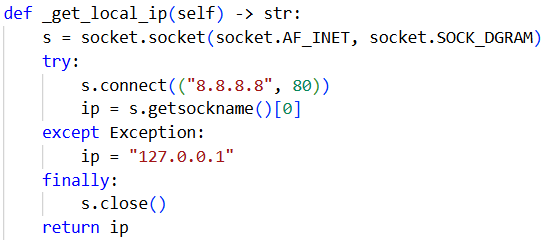 def _get_local_ip(self) -> str:
    s = socket.socket(socket.AF_INET, socket.SOCK_DGRAM)
    try:
        s.connect(("8.8.8.8", 80))
        ip = s.getsockname()[0]
    except Exception:
        ip = "127.0.0.1"
    finally:
        s.close()
    return ip